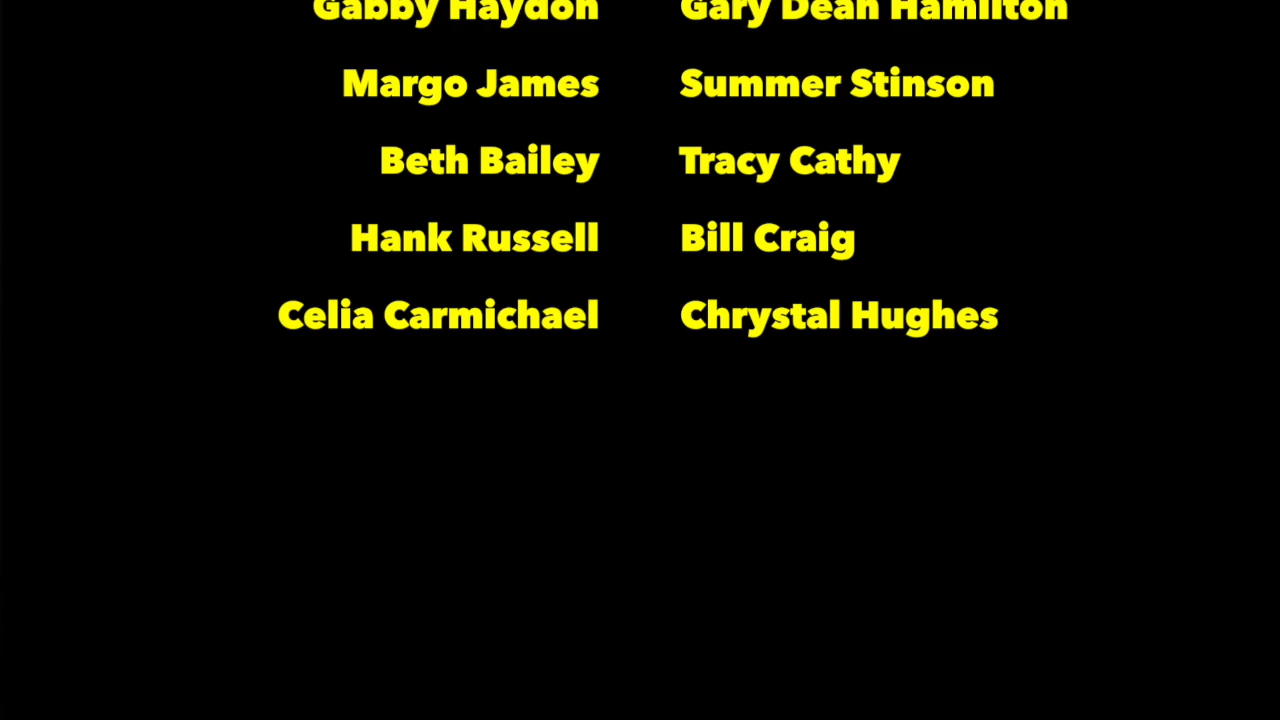 Gabby Haydon Gary Dean Hamilton
Margo James Summer Stinson
Beth Bailey Tracy Cathy
Hank Russell Bill Craig
Celia Carmichael Chrystal Hughes